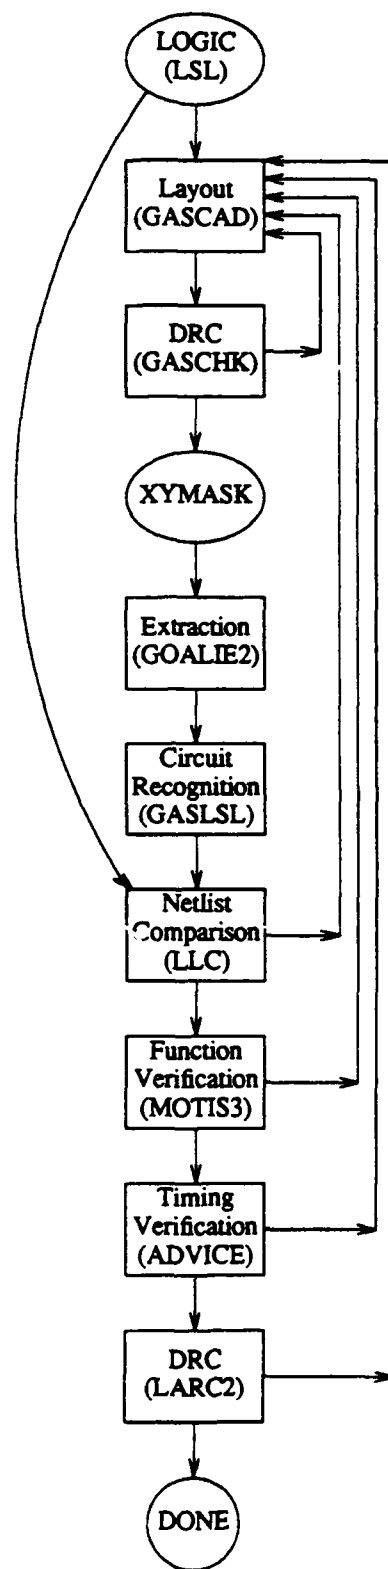 LOGIC
(LSL)
Layout
(GASCAD)
DRC
(GASCHK)
XYMASK
Extraction
(GOALIE2)
Circuit
Recognition
(GASLSL)
Netlist
Comparison
(LLC)
Function
Verification
(MOTIS3)
Timing
Verification
(ADVICE)
DRC
(LARC2)
DONE